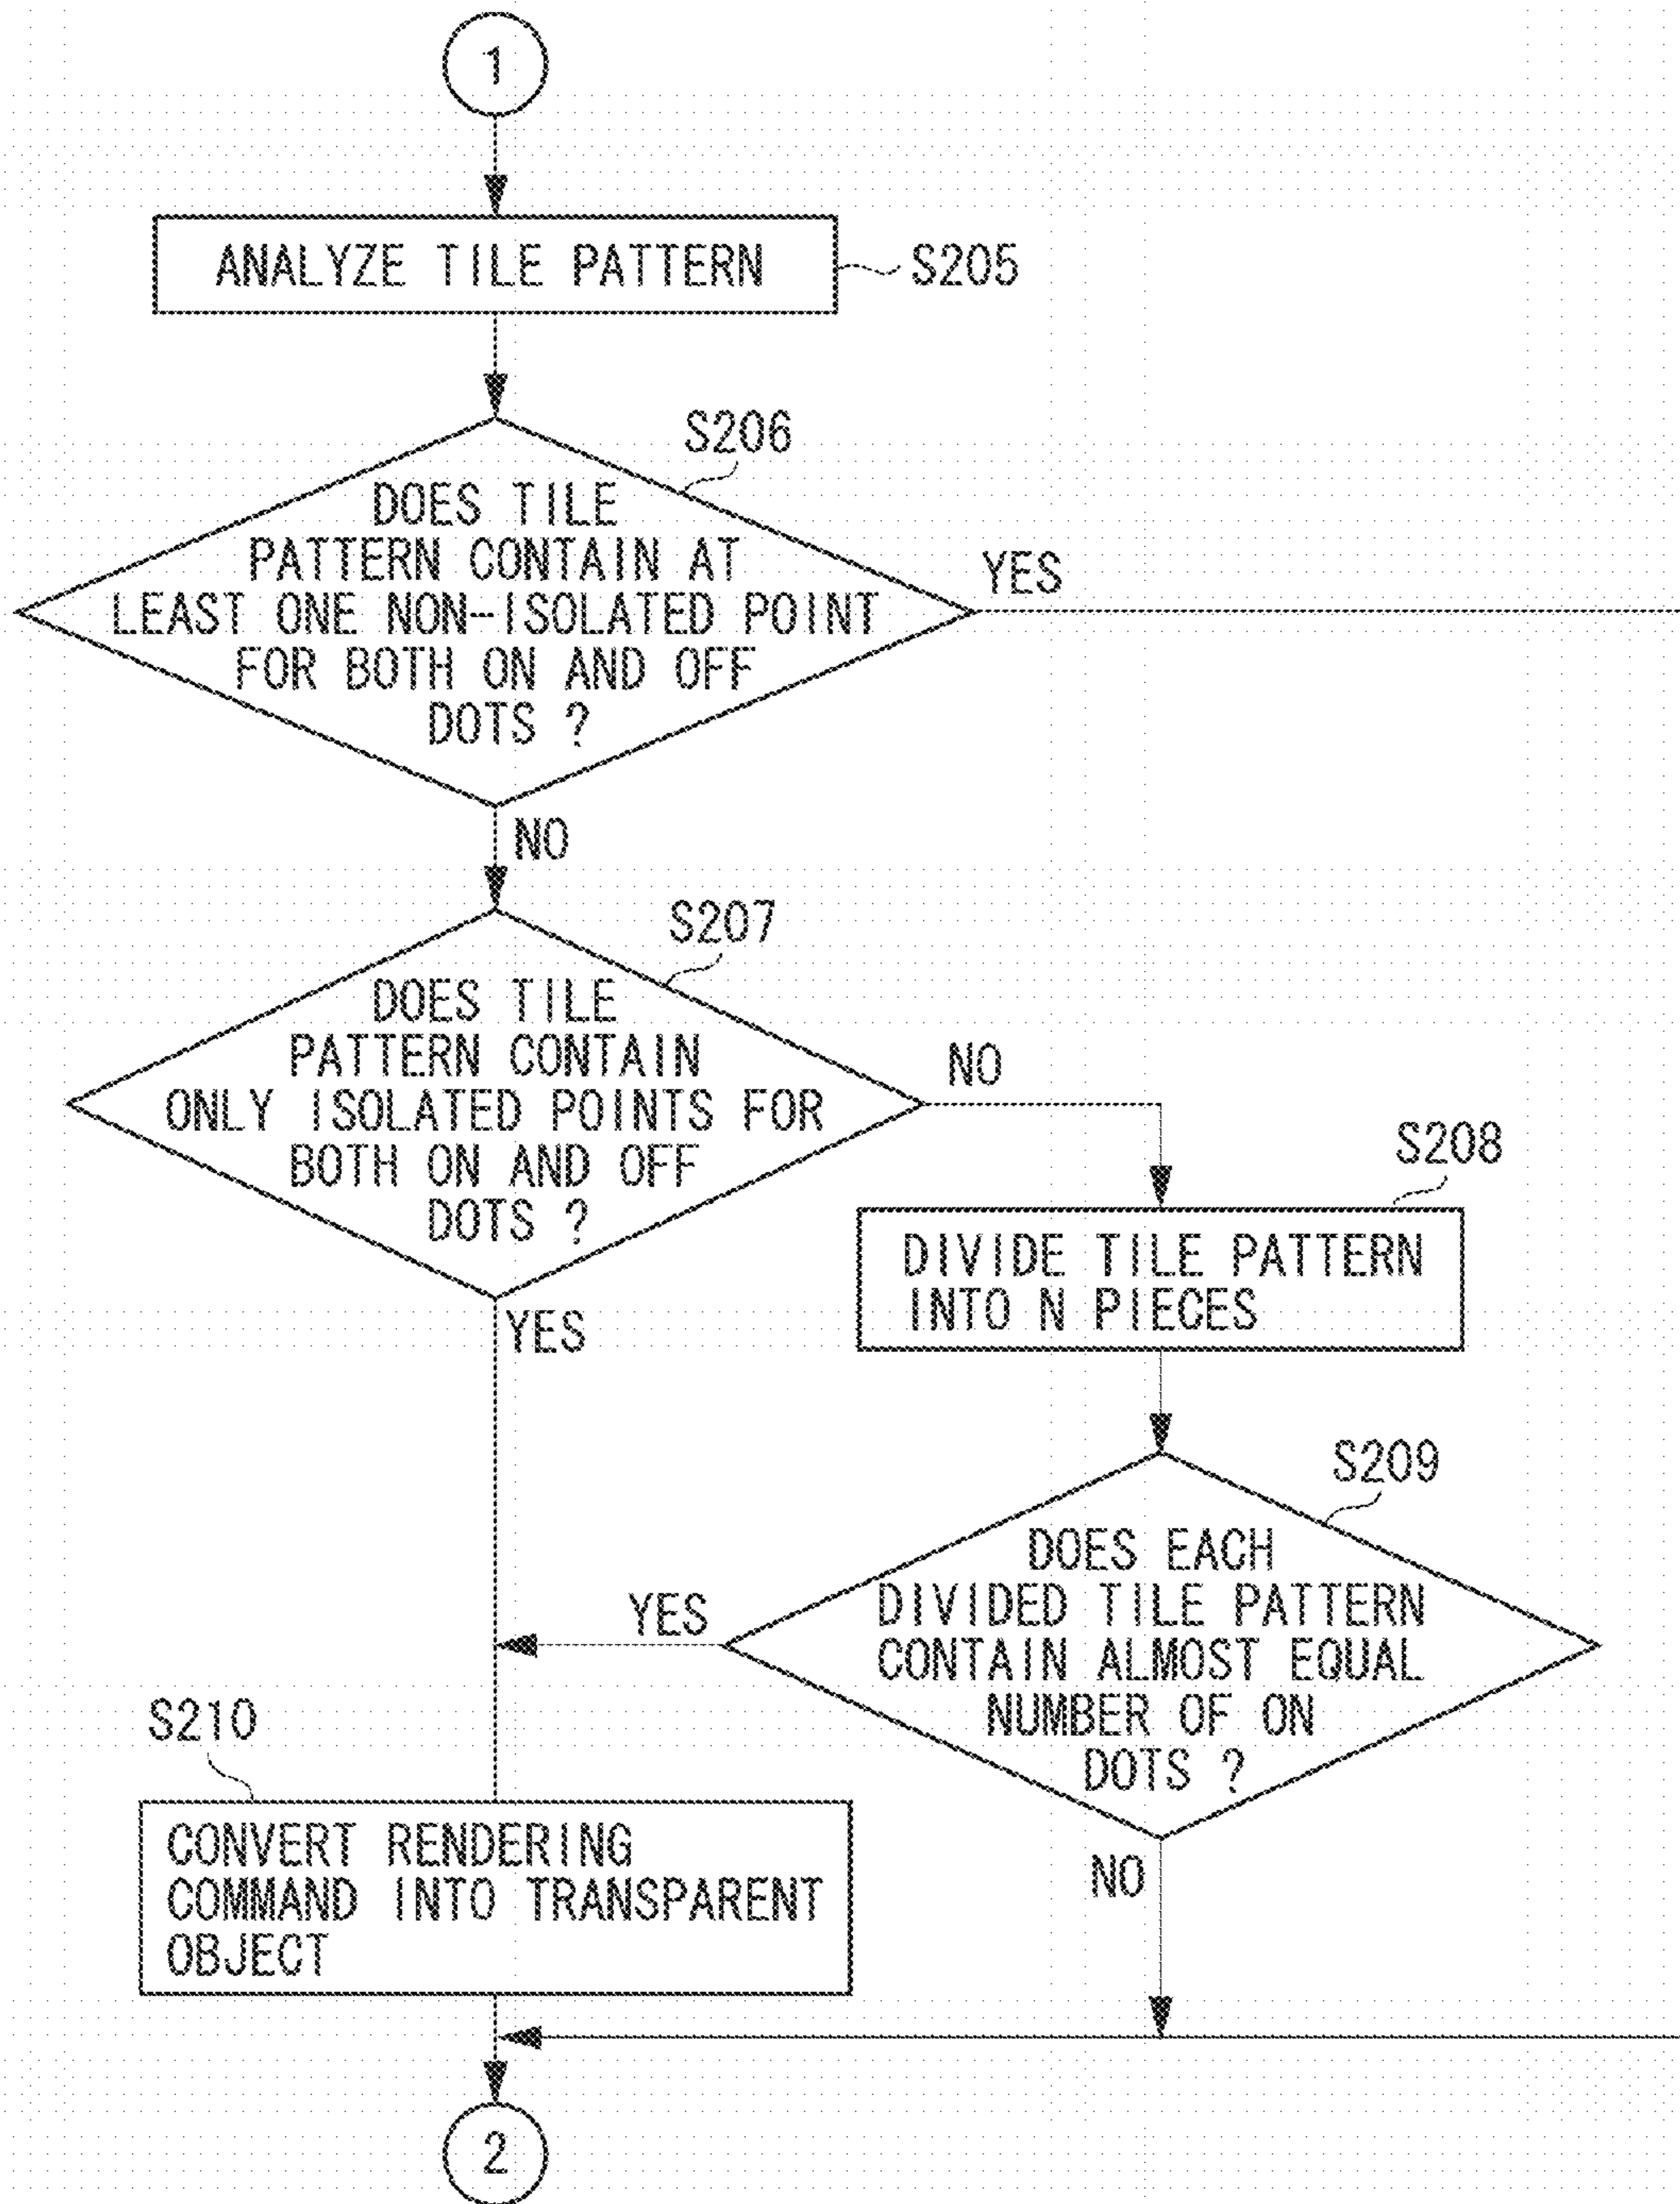 1
ANALYZE TILE PATTERN
S205
S206
DOES TILE
PATTERN CONTAIN AT
LEAST ONE NON-ISOLATED POINT
FOR BOTH ON AND OFF
DOTS ?
YES
NO
S207
DOES TILE
PATTERN CONTAIN
ONLY ISOLATED POINTS FOR
BOTH ON AND OFF
DOTS ?
NO
YES
S208
DIVIDE TILE PATTERN
INTO N PIECES
S209
DOES EACH
DIVIDED TILE PATTERN
CONTAIN ALMOST EQUAL
NUMBER OF ON
DOTS ?
YES
NO
S210
CONVERT RENDERING
COMMAND INTO TRANSPARENT
OBJECT
2